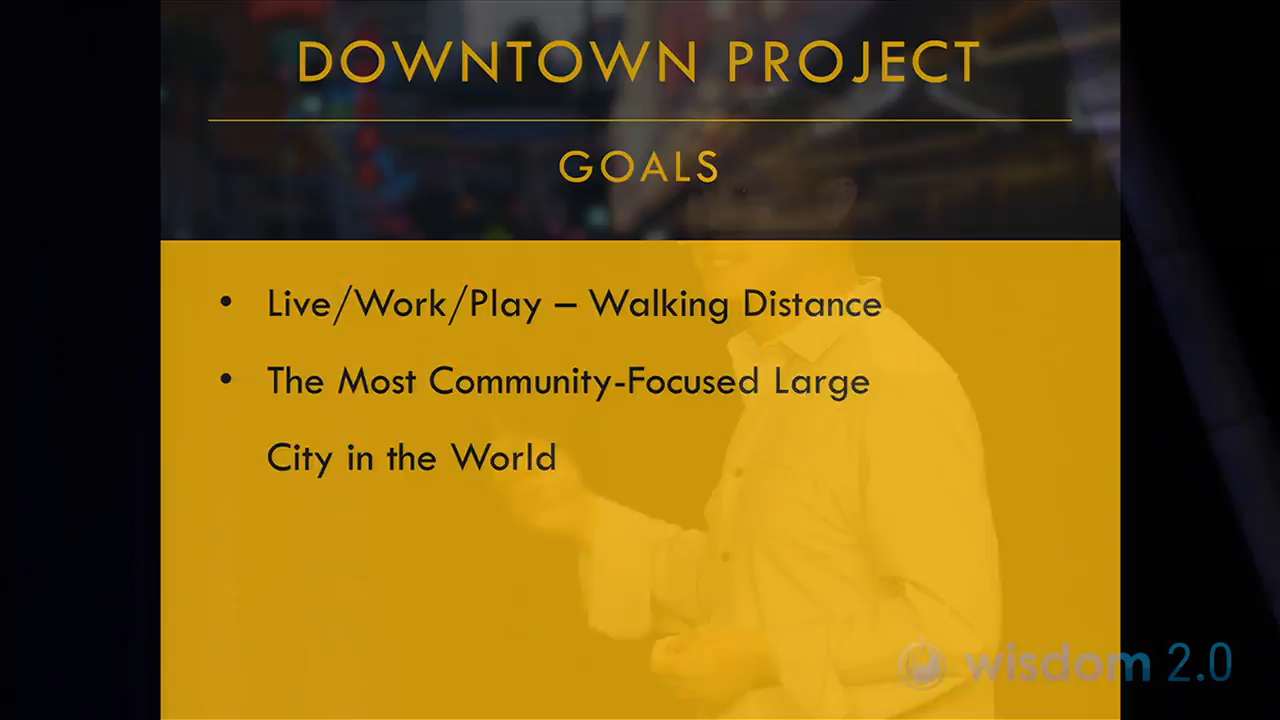 DOWNTOWN PROJECT
GOALS
• Live/Work/Play – Walking Distance
• The Most Community-Focused Large
City in the World
wisdom 2.0